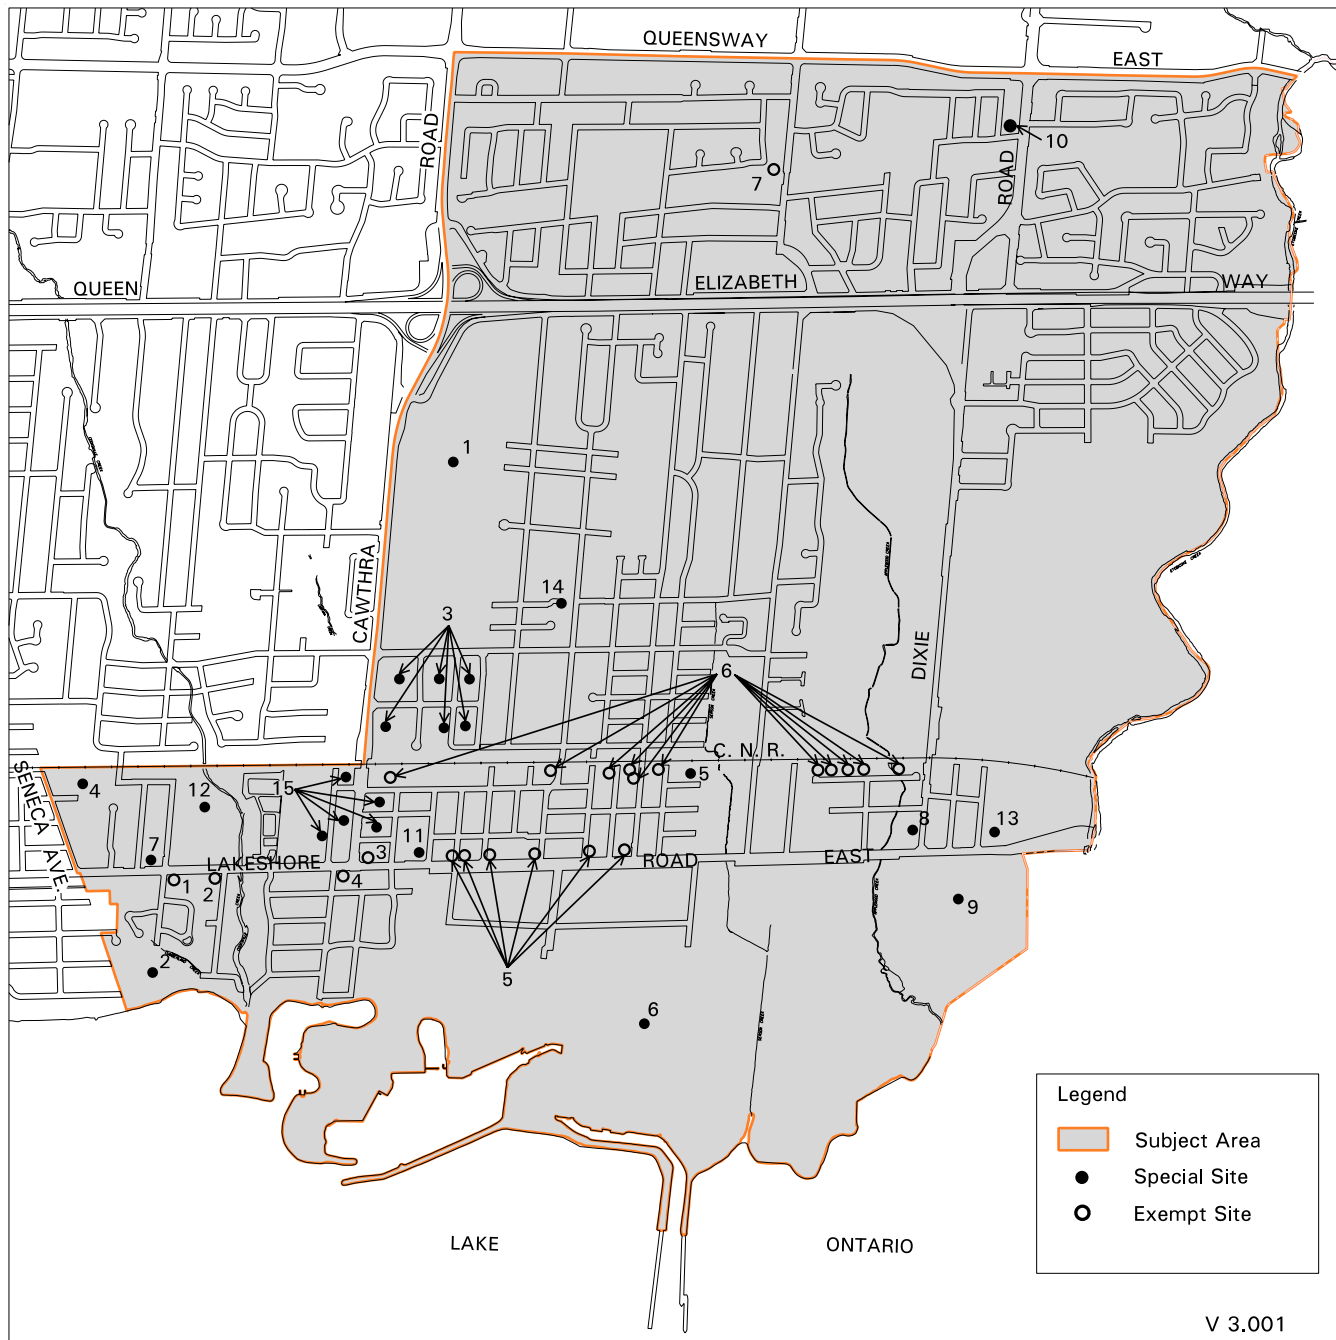 QUEENSWAY
EAST
ROAD
10
ROAD
7
QUEEN
ELIZABETH
WAY
1
14
CAWTHRA
3
DIXIE
6
C. N. R.
5
SENECA AVE.
4
15
12
8
13
11
7
3
LAKESHORE
ROAD
EAST
1
2
4
9
2
5
6
ETOBICOKE CREEK
LAKE
ONTARIO
Legend
Subject Area
Special Site
Exempt Site
V 3.001